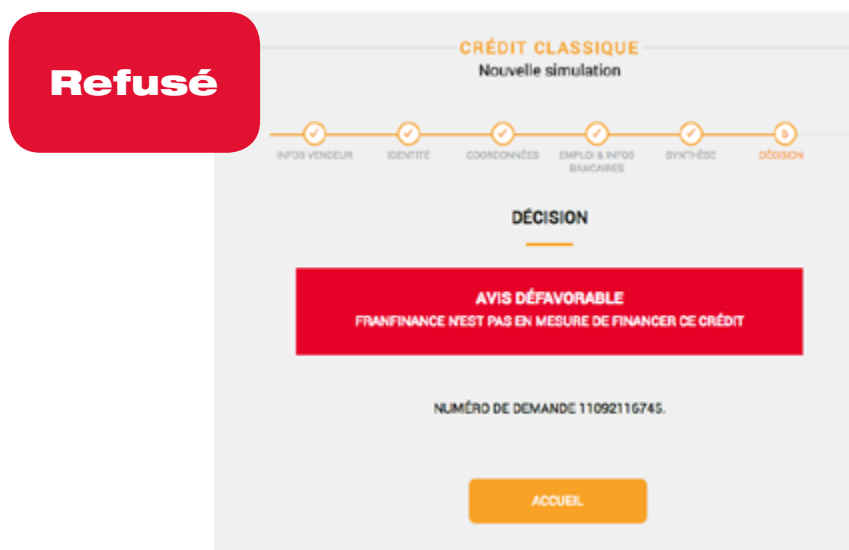 Refusé
CRÉDIT CLASSIQUE
Nouvelle simulation
5
INFOS VENDEUR
IDENTITÉ
COORDONNÉES
EMPLOI & INFOS
BANCAIRES
SYNTHÈSE
DÉCISION
DÉCISION
AVIS DÉFAVORABLE
FRANFINANCE N'EST PAS EN MESURE DE FINANCER CE CRÉDIT
NUMÉRO DE DEMANDE 11092116745.
ACCUEIL